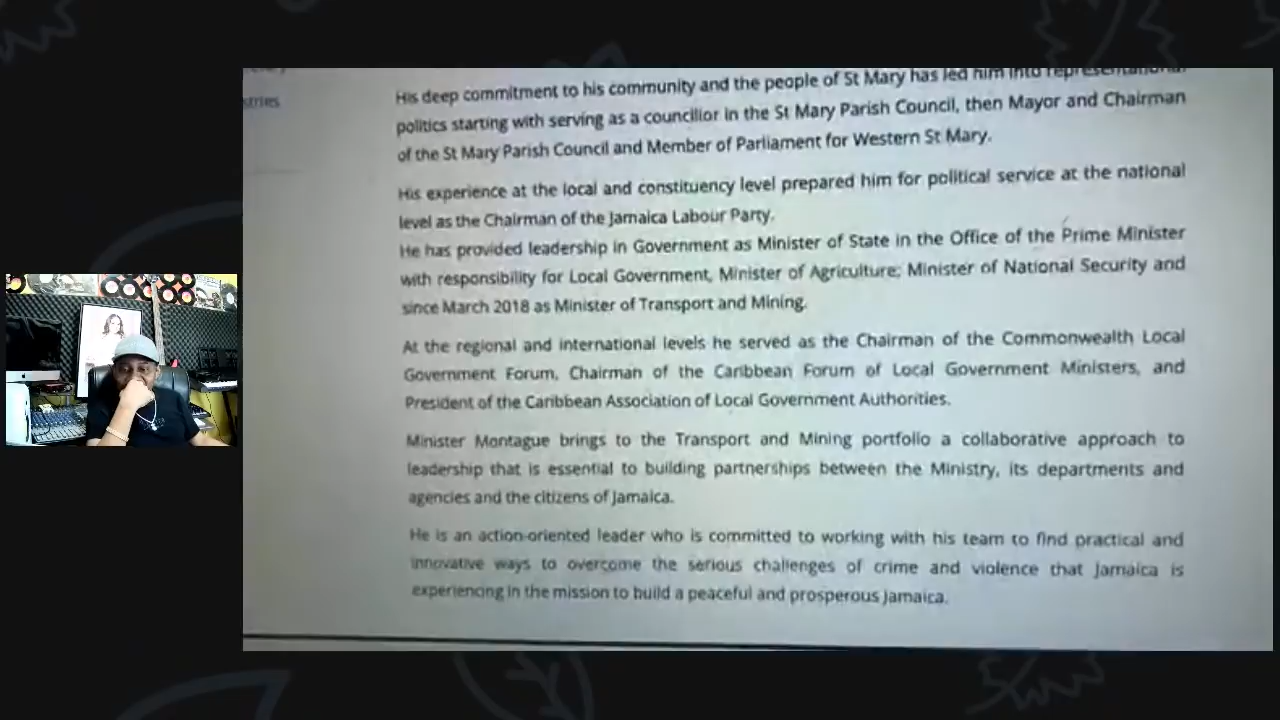 stries
His deep commitment to his community and the people of St Mary has led him into representational
politics starting with serving as a councillor in the St Mary Parish Council, then Mayor and Chairman
of the St Mary Parish Council and Member of Parliament for Western St Mary.
His experience at the local and constituency level prepared him for political service at the national
level as the Chairman of the Jamaica Labour Party.
He has provided leadership in Government as Minister of State in the Office of the Prime Minister
with responsibility for Local Government, Minister of Agriculture; Minister of National Security and
since March 2018 as Minister of Transport and Mining.
At the regional and international levels he served as the Chairman of the Commonwealth Local
Government Forum, Chairman of the Caribbean Forum of Local Government Ministers, and
President of the Caribbean Association of Local Government Authorities.
Minister Montague brings to the Transport and Mining portfolio a collaborative approach to
leadership that is essential to building partnerships between the Ministry, its departments and
agencies and the citizens of Jamaica.
He is an action-oriented leader who is committed to working with his team to find practical and
innovative ways to overcome the serious challenges of crime and violence that Jamaica is
experiencing in the mission to build a peaceful and prosperous Jamaica.